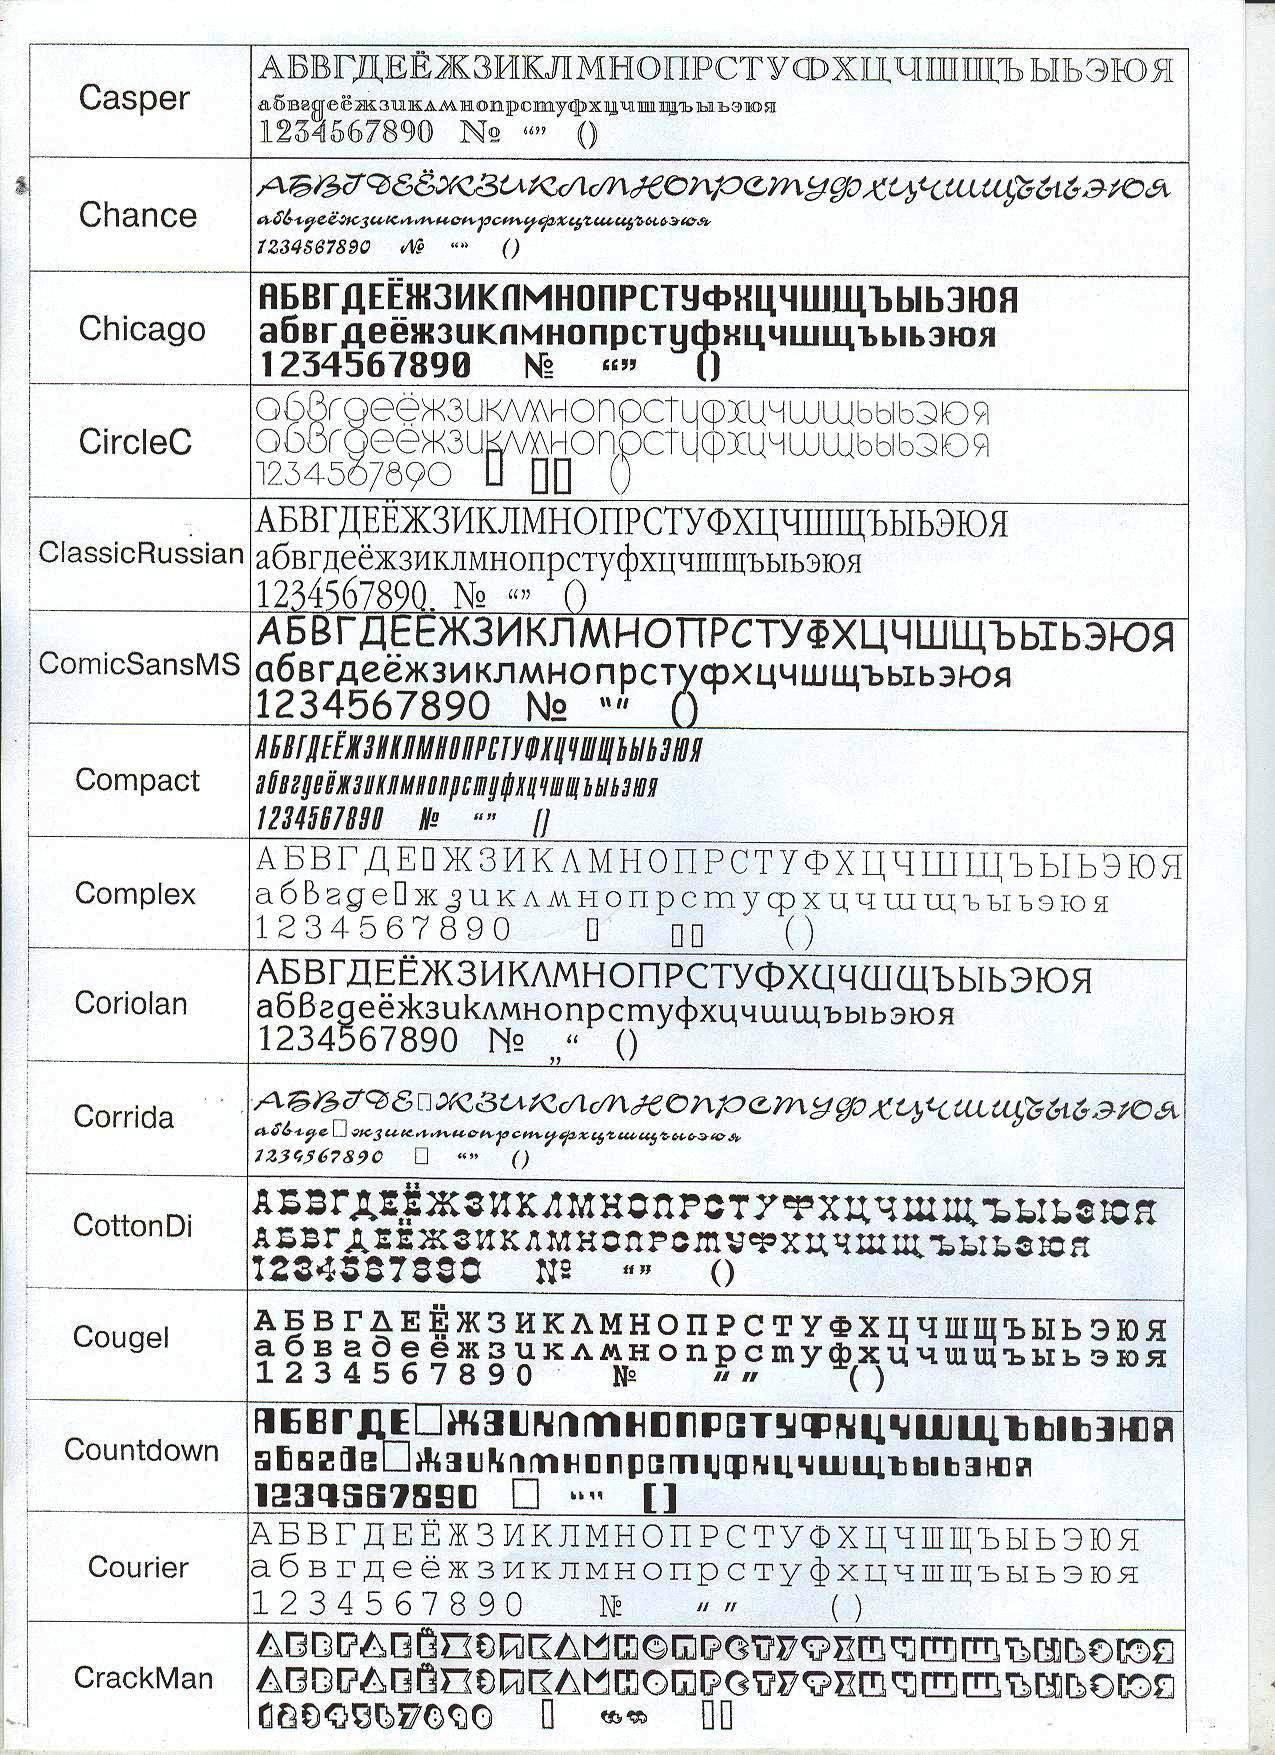 Casper
АБВГДЕЁЖЗИКЛМНОПРСТУФХЦЧШЩЪЫЬЭЮЯ
абвгдеёжзиклмнопрстуфхцчшщъыьэюя
1234567890 № “” ()
Chance
АБВГДЕЁЖЗИКЛМНОПРСТУФХЦЧШЩЪЫЬЭЮЯ
абвгдеёжзиклмнопрстуфхцчшщъыьэюя
1234567890 № “” ()
Chicago
АБВГДЕЁЖЗИКЛМНОПРСТУФХЦЧШЩЪЫЬЭЮЯ
абвгдеёжзиклмнопрстуфхцчшщъыьэюя
1234567890 № “” ()
CircleC
абвгдеёжзиклмнопрстуфхцчшщъыьэюя
абвгдеёжзиклмнопрстуфхцчшщъыьэюя
1234567890 ▯ ▯▯ ()
ClassicRussian
АБВГДЕЁЖЗИКЛМНОПРСТУФХЦЧШЩЪЫЬЭЮЯ
абвгдеёжзиклмнопрстуфхцчшщъыьэюя
1234567890. № “” ()
ComicSansMS
АБВГДЕЁЖЗИКЛМНОПРСТУФХЦЧШЩЪЫЬЭЮЯ
абвгдеёжзиклмнопрстуфхцчшщъыьэюя
1234567890 № “” ()
Compact
АБВГДЕЁЖЗИКЛМНОПРСТУФХЦЧШЩЪЫЬЭЮЯ
абвгдеёжзиклмнопрстуфхцчшщъыьэюя
1234567890 № “” ()
Complex
АБВГДЕ▯ЖЗИКЛМНОПРСТУФХЦЧШЩЪЫЬЭЮЯ
абвгде▯жзиклмнопрстуфхцчшщъыьэюя
1234567890 ▯ ▯▯ ()
Coriolan
АБВГДЕЁЖЗИКЛМНОПРСТУФХЦЧШЩЪЫЬЭЮЯ
абвгдеёжзиклмнопрстуфхцчшщъыьэюя
1234567890 № „“ ()
Corrida
АБВГДЕ▯ЖЗИКЛМНОПРСТУФХЦЧШЩЪЫЬЭЮЯ
абвгде▯жзиклмнопрстуфхцчшщъыьэюя
1234567890 ▯ “” ()
CottonDi
АБВГДЕЁЖЗИКЛМНОПРСТУФХЦЧШЩЪЫЬЭЮЯ
АБВГДЕЁЖЗИКЛМНОПРСТУФХЦЧШЩЪЫЬЭЮЯ
1234567890 № “” ()
Cougel
АБВГДЕЁЖЗИКЛМНОПРСТУФХЦЧШЩЪЫЬЭЮЯ
абвгдеёжзиклмнопрстуфхцчшщъыьэюя
1234567890 № “” ()
Countdown
АБВГДЕ▯ЖЗИКЛМНОПРСТУФХЦЧШЩЪЫЬЭЮЯ
абвгде▯жзиклмнопрстуфхцчшщъыьэюя
1234567890 ▯ “” []
Courier
АБВГДЕЁЖЗИКЛМНОПРСТУФХЦЧШЩЪЫЬЭЮЯ
абвгдеёжзиклмнопрстуфхцчшщъыьэюя
1234567890 № “” ()
CrackMan
АБВГДЕЁЖЗИКЛМНОПРСТУФХЦЧШЩЪЫЬЭЮЯ
АБВГДЕЁЖЗИКЛМНОПРСТУФХЦЧШЩЪЫЬЭЮЯ
1234567890 ▯ “” ▯▯